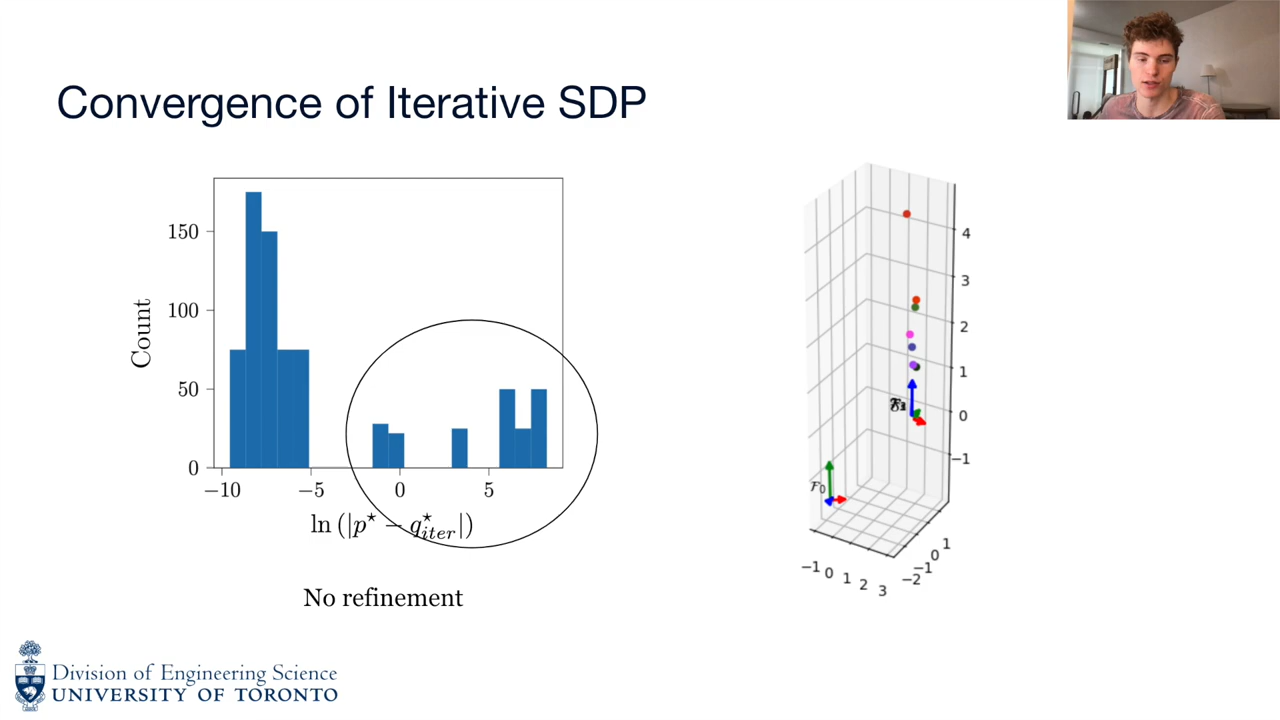 Convergence of Iterative SDP
150
100
50
0
Count
−10
−5
0
5
ln (|p⋆ − q⋆iter|)
No refinement
4
3
2
1
0
−1
F0
−1 0 1 2 3
−2 −1 0 1
Division of Engineering Science
UNIVERSITY OF TORONTO